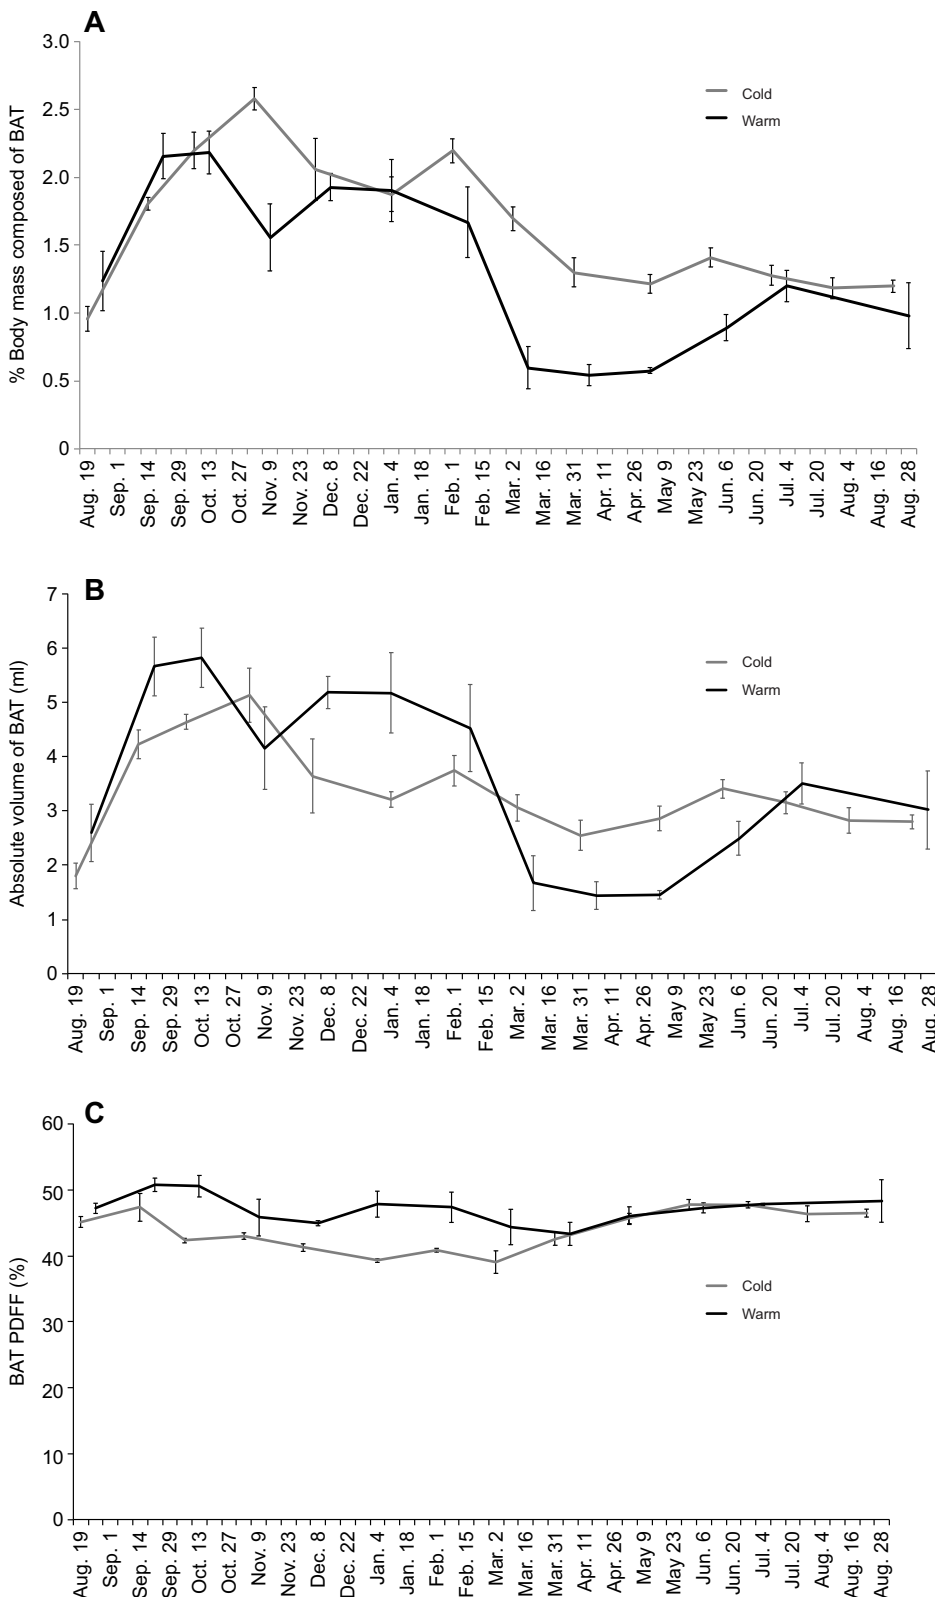 A
3.0
2.5
2.0
1.5
1.0
0.5
0
% Body mass composed of BAT
Cold
Warm
Aug. 19
Sep. 1
Sep. 14
Sep. 29
Oct. 13
Oct. 27
Nov. 9
Nov. 23
Dec. 8
Dec. 22
Jan. 4
Jan. 18
Feb. 1
Feb. 15
Mar. 2
Mar. 16
Mar. 31
Apr. 11
Apr. 26
May 9
May 23
Jun. 6
Jun. 20
Jul. 4
Jul. 20
Aug. 4
Aug. 16
Aug. 28
B
7
6
5
4
3
2
1
0
Absolute volume of BAT (ml)
Cold
Warm
Aug. 19
Sep. 1
Sep. 14
Sep. 29
Oct. 13
Oct. 27
Nov. 9
Nov. 23
Dec. 8
Dec. 22
Jan. 4
Jan. 18
Feb. 1
Feb. 15
Mar. 2
Mar. 16
Mar. 31
Apr. 11
Apr. 26
May 9
May 23
Jun. 6
Jun. 20
Jul. 4
Jul. 20
Aug. 4
Aug. 16
Aug. 28
C
60
50
40
30
20
10
0
BAT PDFF (%)
Cold
Warm
Aug. 19
Sep. 1
Sep. 14
Sep. 29
Oct. 13
Oct. 27
Nov. 9
Nov. 23
Dec. 8
Dec. 22
Jan. 4
Jan. 18
Feb. 1
Feb. 15
Mar. 2
Mar. 16
Mar. 31
Apr. 11
Apr. 26
May 9
May 23
Jun. 6
Jun. 20
Jul. 4
Jul. 20
Aug. 4
Aug. 16
Aug. 28